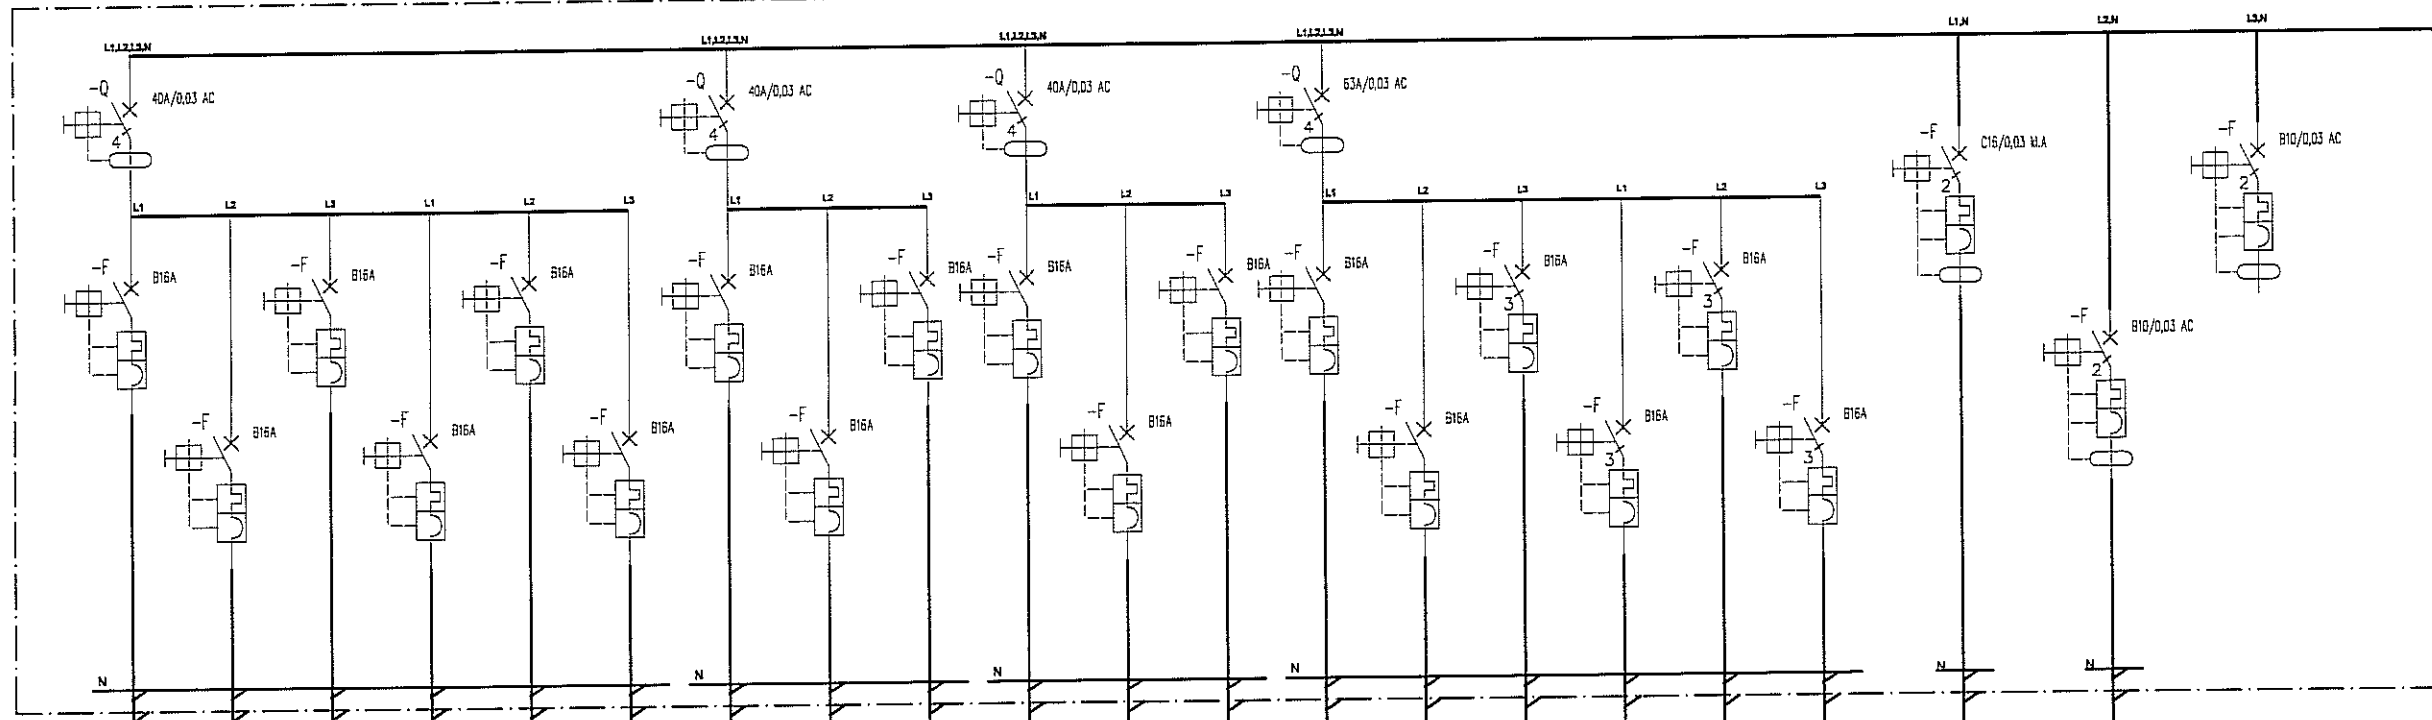 L1,L2,L3,N L1,L2,L3,N L1,L2,L3,N L1,L2,L3,N L1,N L2,N L3,N
-Q 40A/0,03 AC -Q 40A/0,03 AC -Q 40A/0,03 AC -Q 63A/0,03 AC
4 4 4 4
-F C16/0,03 kl.A -F B10/0,03 AC
2 2
L1 L2 L3 L1 L2 L3 L1 L2 L3 L1 L2 L3 L1 L2 L3 L1 L2 L3
-F B16A -F B16A -F B16A -F B16A -F B16A -F B16A -F B16A -F B16A -F B16A -F B16A
3 3
-F B10/0,03 AC
2
-F B16A -F B16A -F B16A -F B16A -F B16A -F B16A -F B16A -F B16A
3 3
N N N N N N